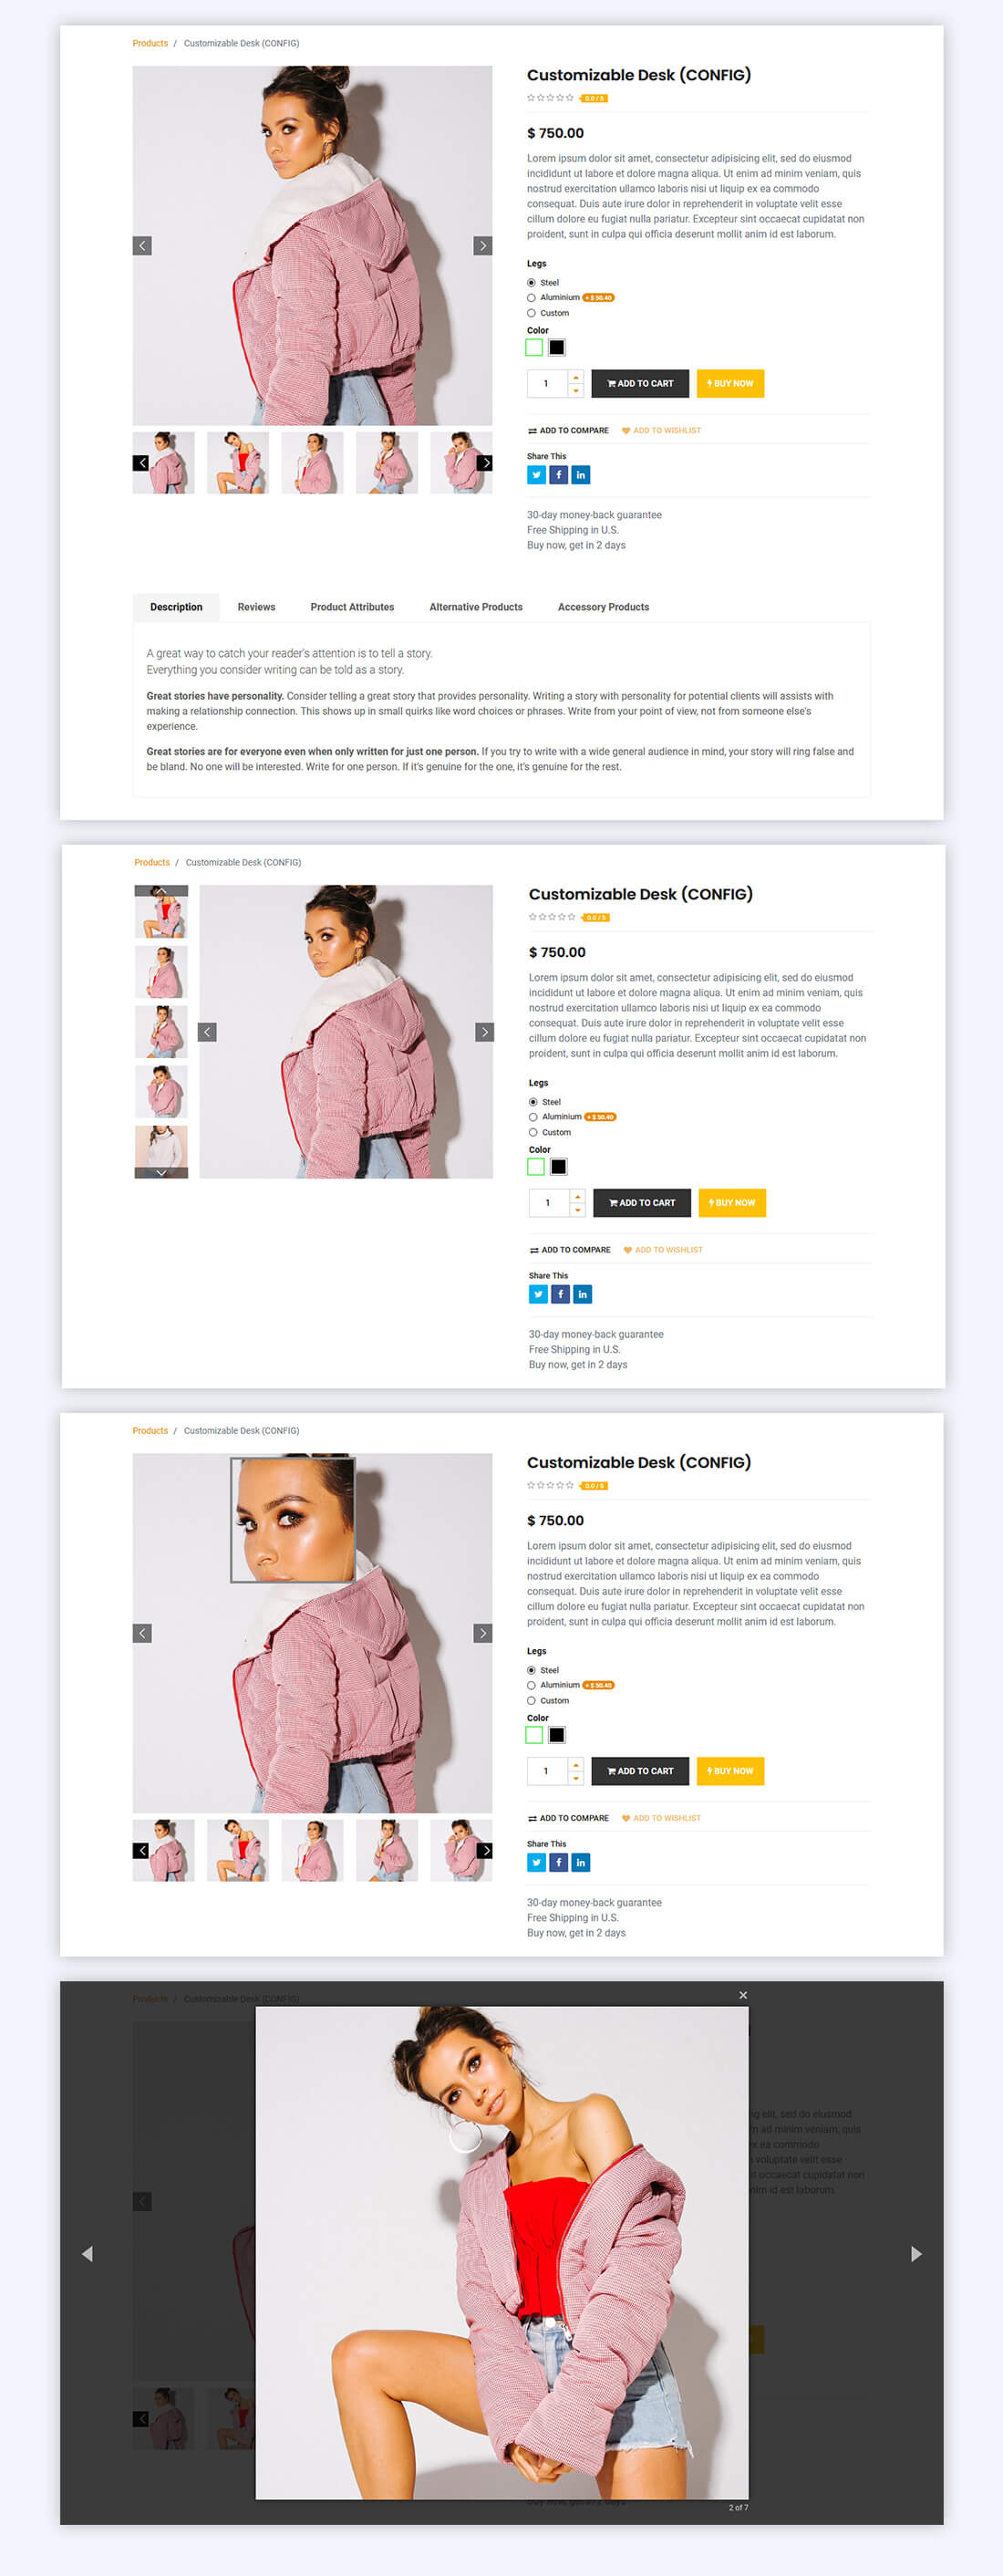 Products / Customizable Desk (CONFIG)
Customizable Desk (CONFIG)
0.0 / 5
$ 750.00
Lorem ipsum dolor sit amet, consectetur adipisicing elit, sed do eiusmod
incididunt ut labore et dolore magna aliqua. Ut enim ad minim veniam, quis
nostrud exercitation ullamco laboris nisi ut liquip ex ea commodo
consequat. Duis aute irure dolor in reprehenderit in voluptate velit esse
cillum dolore eu fugiat nulla pariatur. Excepteur sint occaecat cupidatat non
proident, sunt in culpa qui officia deserunt mollit anim id est laborum.
Legs
Steel
Aluminium + $ 50.40
Custom
Color
1 ADD TO CART BUY NOW
ADD TO COMPARE ADD TO WISHLIST
Share This
30-day money-back guarantee
Free Shipping in U.S.
Buy now, get in 2 days
Description Reviews Product Attributes Alternative Products Accessory Products
A great way to catch your reader's attention is to tell a story.
Everything you consider writing can be told as a story.
Great stories have personality. Consider telling a great story that provides personality. Writing a story with personality for potential clients will assists with
making a relationship connection. This shows up in small quirks like word choices or phrases. Write from your point of view, not from someone else's
experience.
Great stories are for everyone even when only written for just one person. If you try to write with a wide general audience in mind, your story will ring false and
be bland. No one will be interested. Write for one person. If it's genuine for the one, it's genuine for the rest.
Products / Customizable Desk (CONFIG)
Customizable Desk (CONFIG)
0.0 / 5
$ 750.00
Lorem ipsum dolor sit amet, consectetur adipisicing elit, sed do eiusmod
incididunt ut labore et dolore magna aliqua. Ut enim ad minim veniam, quis
nostrud exercitation ullamco laboris nisi ut liquip ex ea commodo
consequat. Duis aute irure dolor in reprehenderit in voluptate velit esse
cillum dolore eu fugiat nulla pariatur. Excepteur sint occaecat cupidatat non
proident, sunt in culpa qui officia deserunt mollit anim id est laborum.
Legs
Steel
Aluminium + $ 50.40
Custom
Color
1 ADD TO CART BUY NOW
ADD TO COMPARE ADD TO WISHLIST
Share This
30-day money-back guarantee
Free Shipping in U.S.
Buy now, get in 2 days
Products / Customizable Desk (CONFIG)
Customizable Desk (CONFIG)
0.0 / 5
$ 750.00
Lorem ipsum dolor sit amet, consectetur adipisicing elit, sed do eiusmod
incididunt ut labore et dolore magna aliqua. Ut enim ad minim veniam, quis
nostrud exercitation ullamco laboris nisi ut liquip ex ea commodo
consequat. Duis aute irure dolor in reprehenderit in voluptate velit esse
cillum dolore eu fugiat nulla pariatur. Excepteur sint occaecat cupidatat non
proident, sunt in culpa qui officia deserunt mollit anim id est laborum.
Legs
Steel
Aluminium + $ 50.40
Custom
Color
1 ADD TO CART BUY NOW
ADD TO COMPARE ADD TO WISHLIST
Share This
30-day money-back guarantee
Free Shipping in U.S.
Buy now, get in 2 days
Products / Customizable Desk (CONFIG)
elit, sed do eiusmod
ad minim veniam, quis
ea commodo
voluptate velit esse
occaecat cupidatat non
id est laborum.
2 of 7